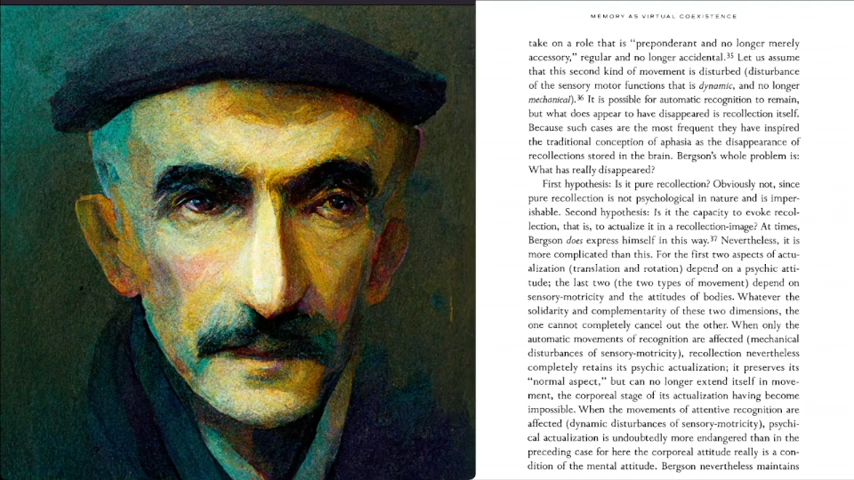 MEMORY AS VIRTUAL COEXISTENCE
take on a role that is “preponderant and no longer merely
accessory,” regular and no longer accidental.35 Let us assume
that this second kind of movement is disturbed (disturbance
of the sensory motor functions that is dynamic, and no longer
mechanical).36 It is possible for automatic recognition to remain,
but what does appear to have disappeared is recollection itself.
Because such cases are the most frequent they have inspired
the traditional conception of aphasia as the disappearance of
recollections stored in the brain. Bergson’s whole problem is:
What has really disappeared?
First hypothesis: Is it pure recollection? Obviously not, since
pure recollection is not psychological in nature and is imper-
ishable. Second hypothesis: Is it the capacity to evoke recol-
lection, that is, to actualize it in a recollection-image? At times,
Bergson does express himself in this way.37 Nevertheless, it is
more complicated than this. For the first two aspects of actu-
alization (translation and rotation) depend on a psychic atti-
tude; the last two (the two types of movement) depend on
sensory-motricity and the attitudes of bodies. Whatever the
solidarity and complementarity of these two dimensions, the
one cannot completely cancel out the other. When only the
automatic movements of recognition are affected (mechanical
disturbances of sensory-motricity), recollection nevertheless
completely retains its psychic actualization; it preserves its
“normal aspect,” but can no longer extend itself in move-
ment, the corporeal stage of its actualization having become
impossible. When the movements of attentive recognition are
affected (dynamic disturbances of sensory-motricity), psychi-
cal actualization is undoubtedly more endangered than in the
preceding case for here the corporeal attitude really is a con-
dition of the mental attitude. Bergson nevertheless maintains